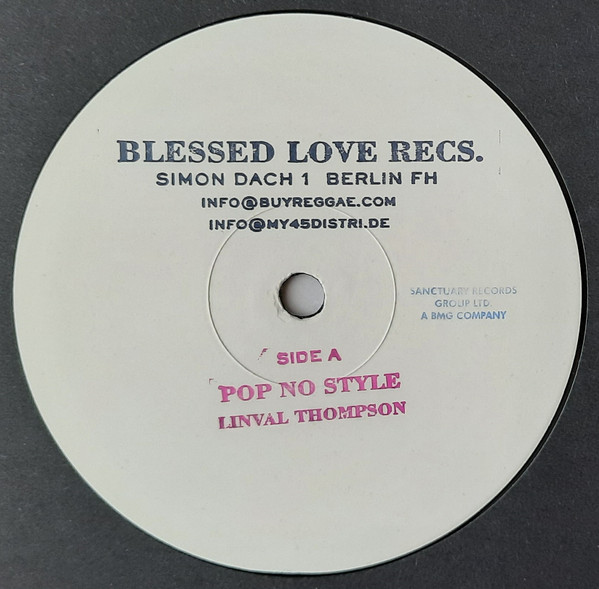 BLESSED LOVE RECS.
SIMON DACH 1 BERLIN FH
INFO@BUYREGGAE.COM
INFO@MY45DISTRI.DE
SANCTUARY RECORDS
GROUP LTD.
A BMG COMPANY
SIDE A
POP NO STYLE
LINVAL THOMPSON